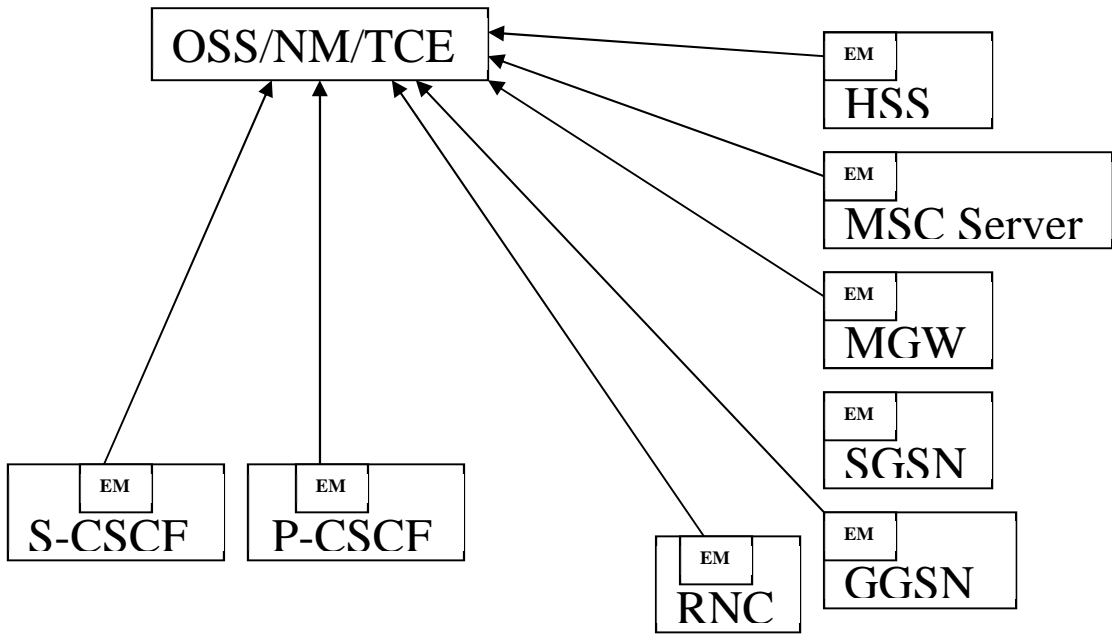 OSS/NM/TCE
EM
HSS
EM
MSC Server
EM
MGW
EM
SGSN
EM
S-CSCF
EM
P-CSCF
EM
RNC
EM
GGSN